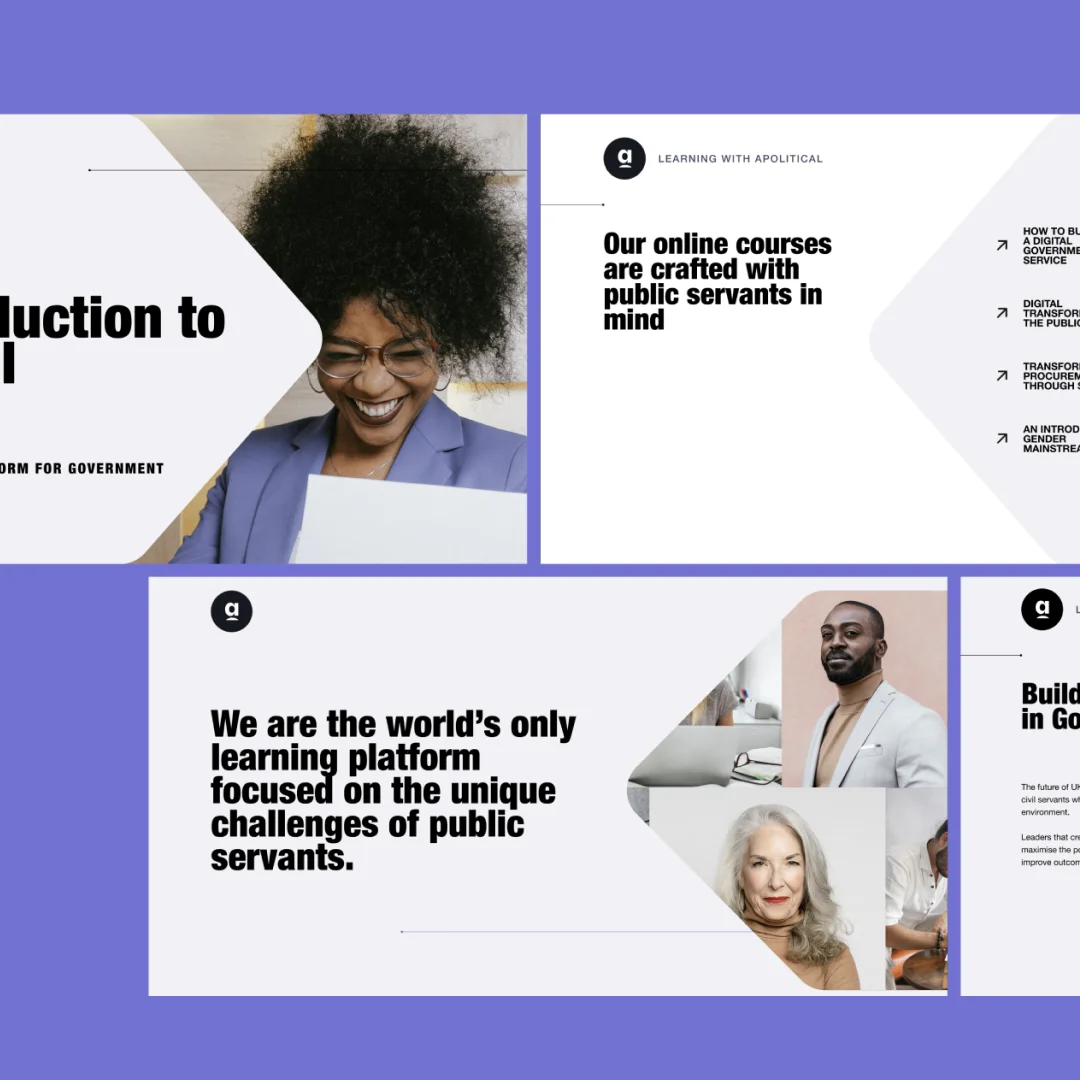 duction to
l
ORM FOR GOVERNMENT
a
LEARNING WITH APOLITICAL
Our online courses
are crafted with
public servants in
mind
HOW TO BU
A DIGITAL
GOVERNME
SERVICE
DIGITAL
TRANSFOR
THE PUBLIC
TRANSFOR
PROCUREM
THROUGH S
AN INTROD
GENDER
MAINSTREA
a
We are the world’s only
learning platform
focused on the unique
challenges of public
servants.
a
L
Build
in Go
The future of UK
civil servants wh
environment.
Leaders that cre
maximise the po
improve outcom